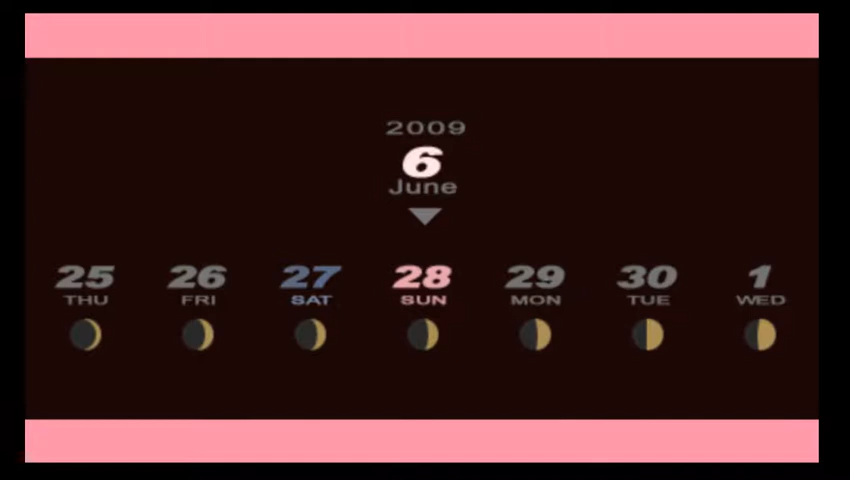 2009
6
June
25 26 27 28 29 30 1
THU FRI SAT SUN MON TUE WED